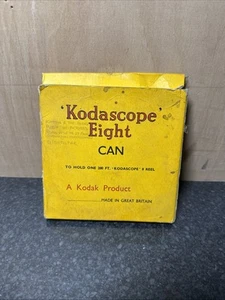 'Kodascope'
Eight
CAN
TO HOLD ONE 200 FT. 'KODASCOPE' 8 REEL
A Kodak Product
MADE IN GREAT BRITAIN